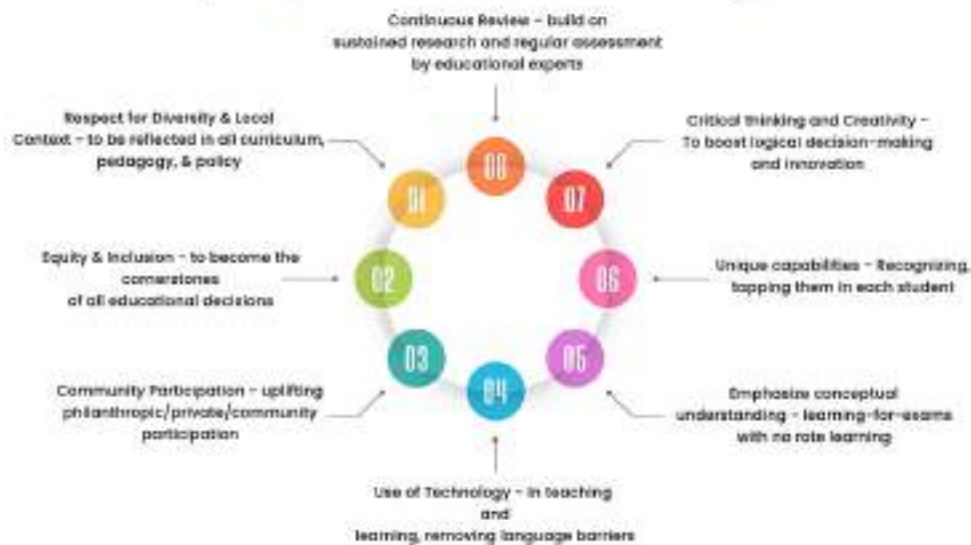 Continuous Review – build on
sustained research and regular assessment
by educational experts
Respect for Diversity & Local
Context – to be reflected in all curriculum,
pedagogy, & policy
01
08
07
Critical thinking and Creativity –
To boost logical decision-making
and innovation
Equity & Inclusion – to become the
cornerstones
of all educational decisions
02
06
Unique capabilities – Recognizing,
tapping them in each student
03
04
05
Community Participation – uplifting
philanthropic/private/community
participation
Emphasize conceptual
understanding – learning-for-exams
with no rote learning
Use of Technology – In teaching
and
learning, removing language barriers